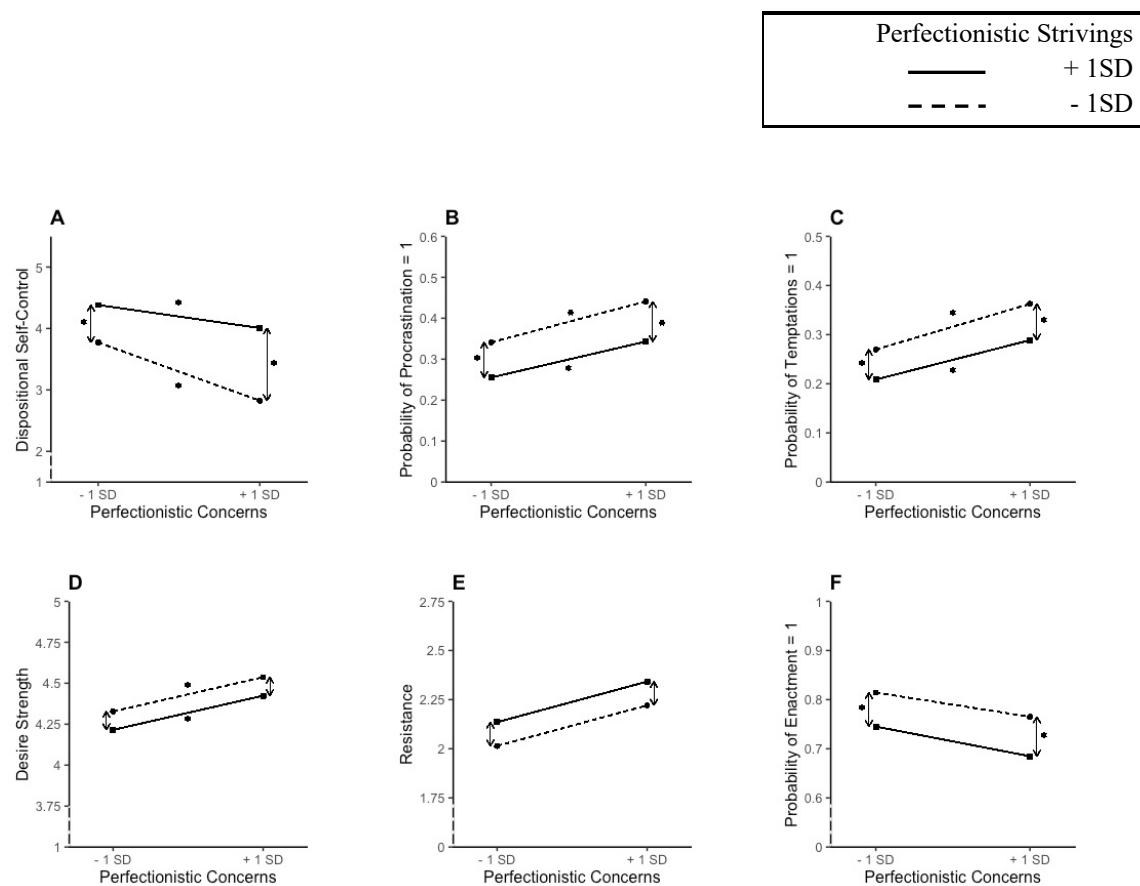 Perfectionistic Strivings
+ 1SD
- 1SD
A
Dispositional Self-Control
5
4
3
2
1
- 1 SD
+ 1 SD
Perfectionistic Concerns
*
*
*
*
B
Probability of Procrastination = 1
0.6
0.5
0.4
0.3
0.2
0.1
0
- 1 SD
+ 1 SD
Perfectionistic Concerns
*
*
*
*
C
Probability of Temptations = 1
0.5
0.4
0.3
0.2
0.1
0
- 1 SD
+ 1 SD
Perfectionistic Concerns
*
*
*
*
D
Desire Strength
5
4.75
4.5
4.25
4
3.75
1
- 1 SD
+ 1 SD
Perfectionistic Concerns
*
*
E
Resistance
2.75
2.5
2.25
2
1.75
1
- 1 SD
+ 1 SD
Perfectionistic Concerns
F
Probability of Enactment = 1
1
0.9
0.8
0.7
0.6
0
- 1 SD
+ 1 SD
Perfectionistic Concerns
*
*